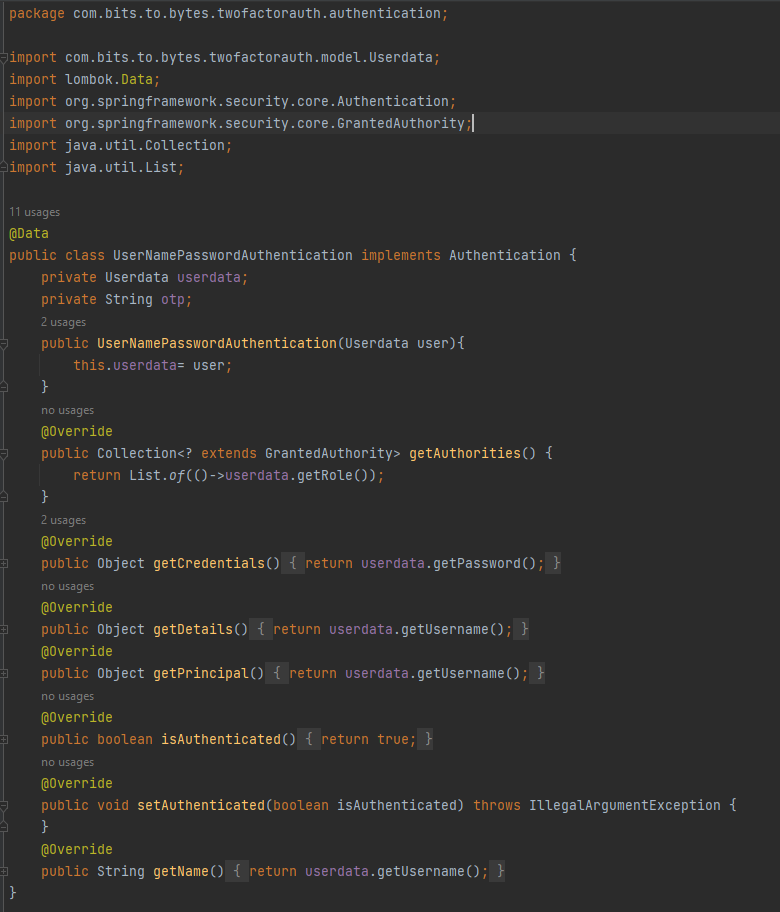 package com.bits.to.bytes.twofactorauth.authentication;
import com.bits.to.bytes.twofactorauth.model.Userdata;
import lombok.Data;
import org.springframework.security.core.Authentication;
import org.springframework.security.core.GrantedAuthority;
import java.util.Collection;
import java.util.List;
11 usages
@Data
public class UserNamePasswordAuthentication implements Authentication {
private Userdata userdata;
private String otp;
2 usages
public UserNamePasswordAuthentication(Userdata user){
this.userdata= user;
}
no usages
@Override
public Collection<? extends GrantedAuthority> getAuthorities() {
return List.of(()->userdata.getRole());
}
2 usages
@Override
public Object getCredentials() { return userdata.getPassword(); }
no usages
@Override
public Object getDetails() { return userdata.getUsername(); }
@Override
public Object getPrincipal() { return userdata.getUsername(); }
no usages
@Override
public boolean isAuthenticated() { return true; }
no usages
@Override
public void setAuthenticated(boolean isAuthenticated) throws IllegalArgumentException {
}
@Override
public String getName() { return userdata.getUsername(); }
}